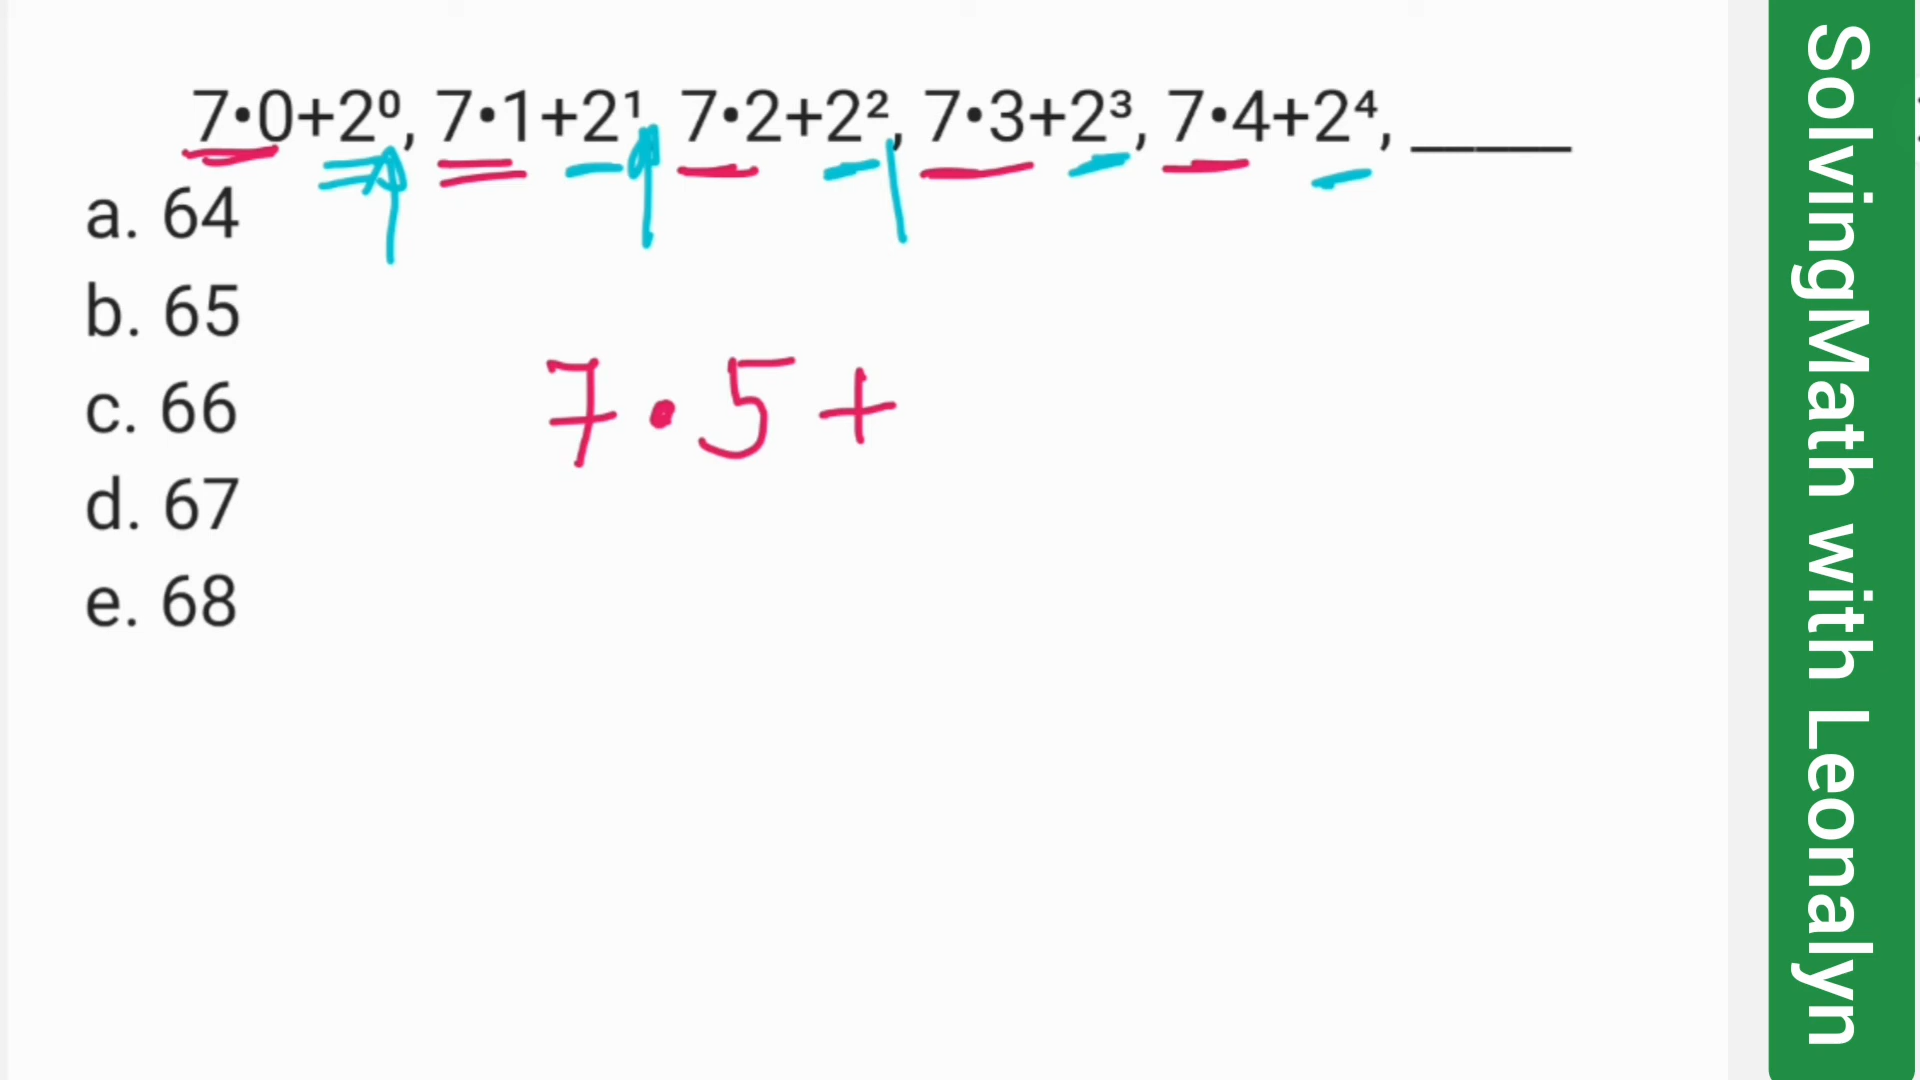 7•0+2⁰, 7•1+2¹ 7•2+2², 7•3+2³, 7•4+2⁴, _____
a. 64
b. 65
c. 66
d. 67
e. 68
7 • 5 +
SolvingMath with Leonalyn